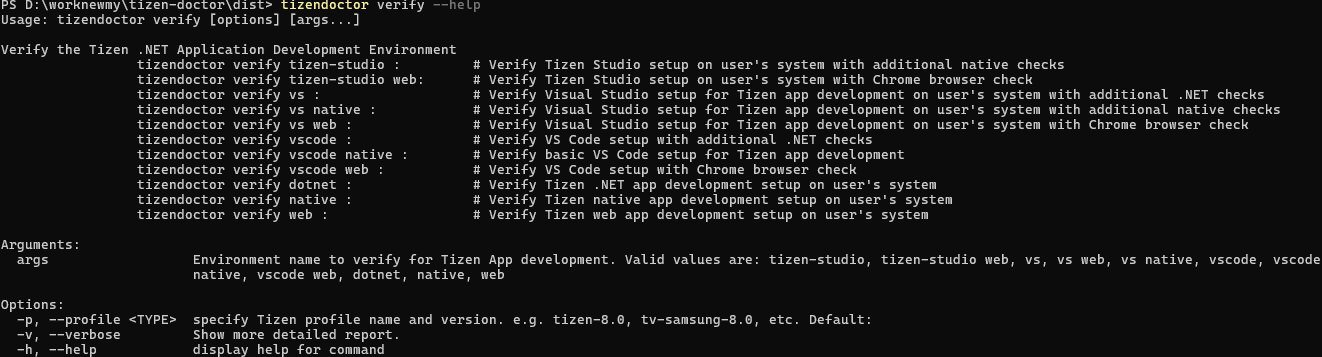 PS D:\worknewmy\tizen-doctor\dist> tizendoctor verify --help
Usage: tizendoctor verify [options] [args...]
Verify the Tizen .NET Application Development Environment
tizendoctor verify tizen-studio : # Verify Tizen Studio setup on user's system with additional native checks
tizendoctor verify tizen-studio web: # Verify Tizen Studio setup on user's system with Chrome browser check
tizendoctor verify vs : # Verify Visual Studio setup for Tizen app development on user's system with additional .NET checks
tizendoctor verify vs native : # Verify Visual Studio setup for Tizen app development on user's system with additional native checks
tizendoctor verify vs web : # Verify Visual Studio setup for Tizen app development on user's system with Chrome browser check
tizendoctor verify vscode : # Verify VS Code setup with additional .NET checks
tizendoctor verify vscode native : # Verify basic VS Code setup for Tizen app development
tizendoctor verify vscode web : # Verify VS Code setup with Chrome browser check
tizendoctor verify dotnet : # Verify Tizen .NET app development setup on user's system
tizendoctor verify native : # Verify Tizen native app development setup on user's system
tizendoctor verify web : # Verify Tizen web app development setup on user's system
Arguments:
args Environment name to verify for Tizen App development. Valid values are: tizen-studio, tizen-studio web, vs, vs web, vs native, vscode, vscode
native, vscode web, dotnet, native, web
Options:
-p, --profile <TYPE> specify Tizen profile name and version. e.g. tizen-8.0, tv-samsung-8.0, etc. Default:
-v, --verbose Show more detailed report.
-h, --help display help for command